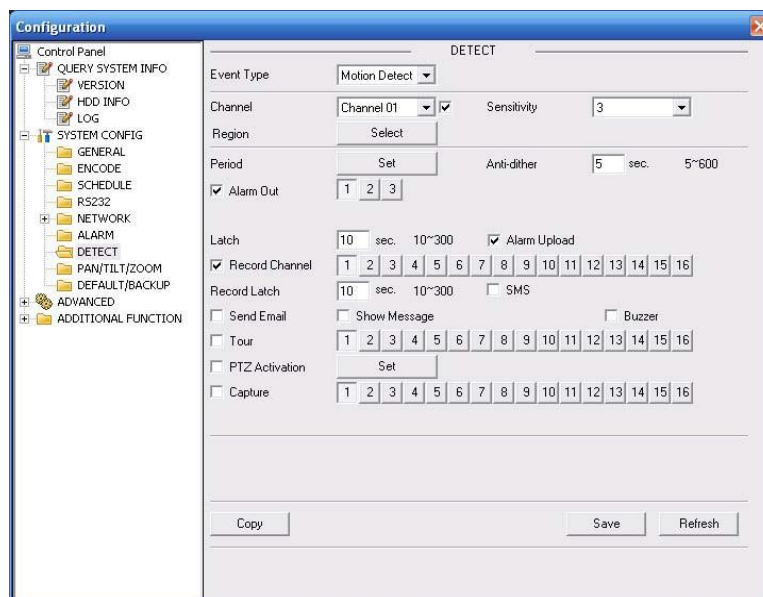 Configuration
Control Panel
QUERY SYSTEM INFO
VERSION
HDD INFO
LOG
SYSTEM CONFIG
GENERAL
ENCODE
SCHEDULE
RS232
NETWORK
ALARM
DETECT
PAN/TILT/ZOOM
DEFAULT/BACKUP
ADVANCED
ADDITIONAL FUNCTION
DETECT
Event Type Motion Detect
Channel Channel 01 Sensitivity 3
Region Select
Period Set Anti-dither 5 sec. 5~600
Alarm Out 1 2 3
Latch 10 sec. 10~300 Alarm Upload
Record Channel 1 2 3 4 5 6 7 8 9 10 11 12 13 14 15 16
Record Latch 10 sec. 10~300 SMS
Send Email Show Message Buzzer
Tour 1 2 3 4 5 6 7 8 9 10 11 12 13 14 15 16
PTZ Activation Set
Capture 1 2 3 4 5 6 7 8 9 10 11 12 13 14 15 16
Copy Save Refresh